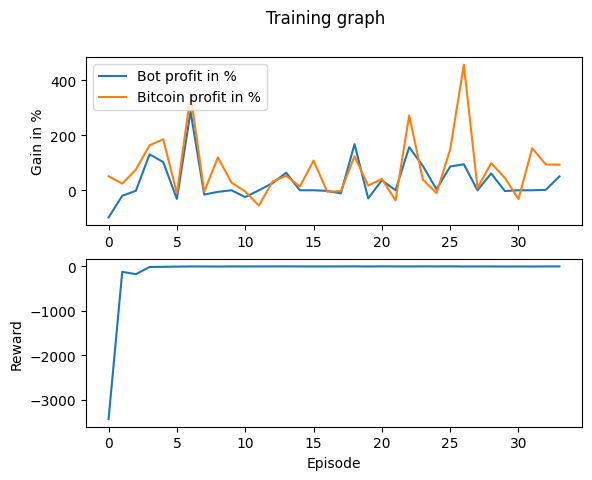 Training graph
Gain in %
400
200
0
Bot profit in %
Bitcoin profit in %
0 5 10 15 20 25 30
Reward
0
−1000
−2000
−3000
0 5 10 15 20 25 30
Episode